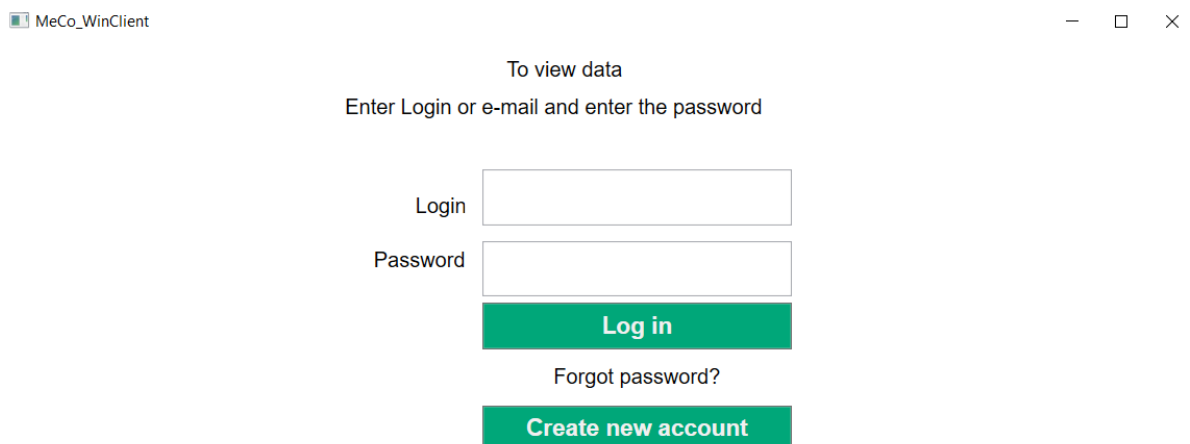 MeCo_WinClient
To view data
Enter Login or e-mail and enter the password
Login
Password
Log in
Forgot password?
Create new account